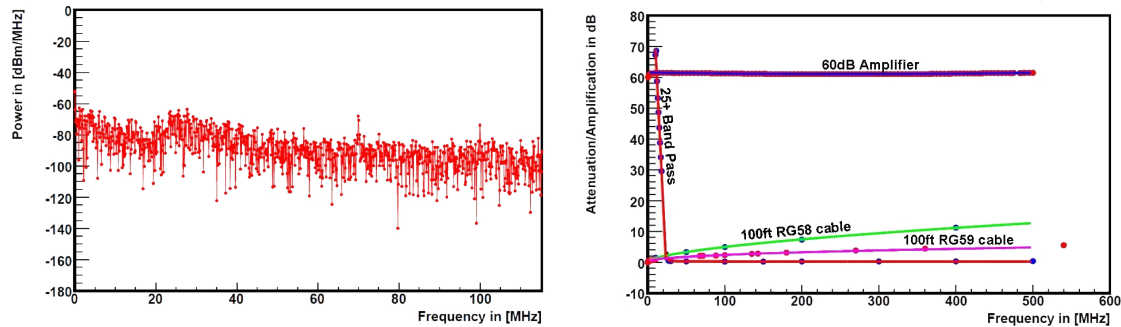 Power in [dBm/MHz]
0
-20
-40
-60
-80
-100
-120
-140
-160
-180
0 20 40 60 80 100
Frequency in [MHz]
Attenuation/Amplification in dB
80
70
60
50
40
30
20
10
0
-10
60dB Amplifier
25+ Band Pass
100ft RG58 cable
100ft RG59 cable
0 100 200 300 400 500 600
Frequency in [MHz]